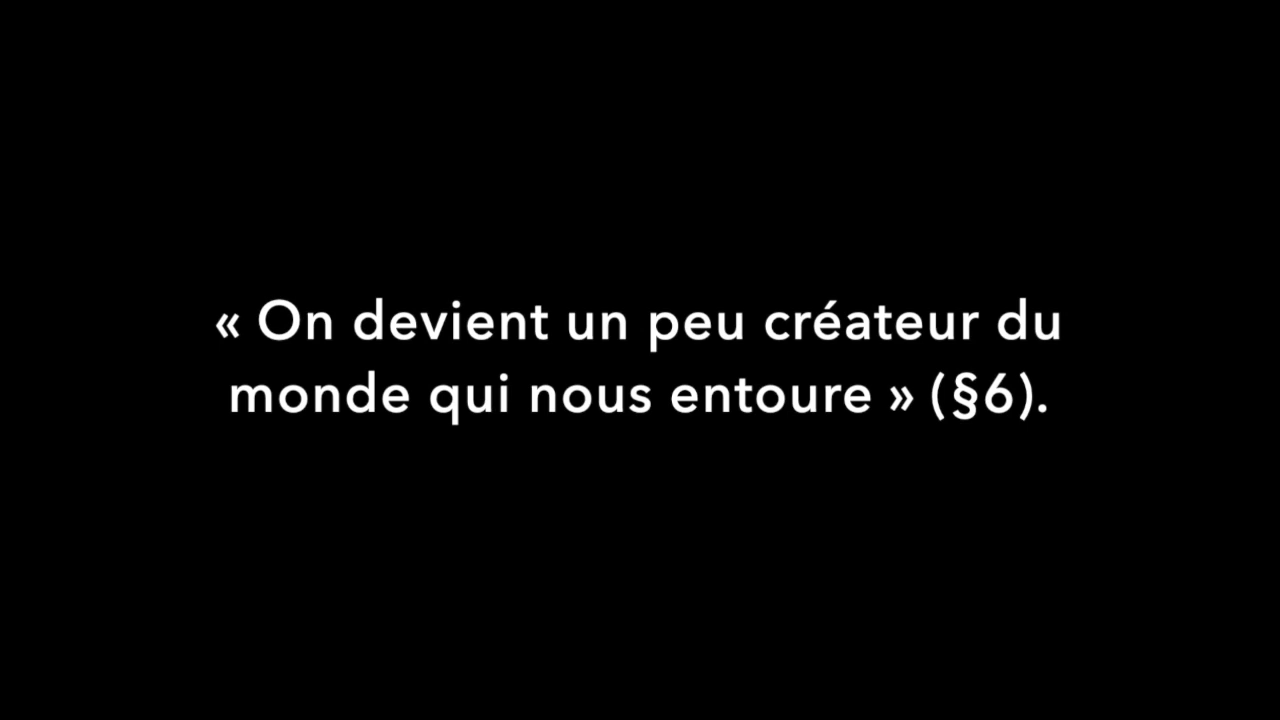 « On devient un peu créateur du
monde qui nous entoure » (§6).